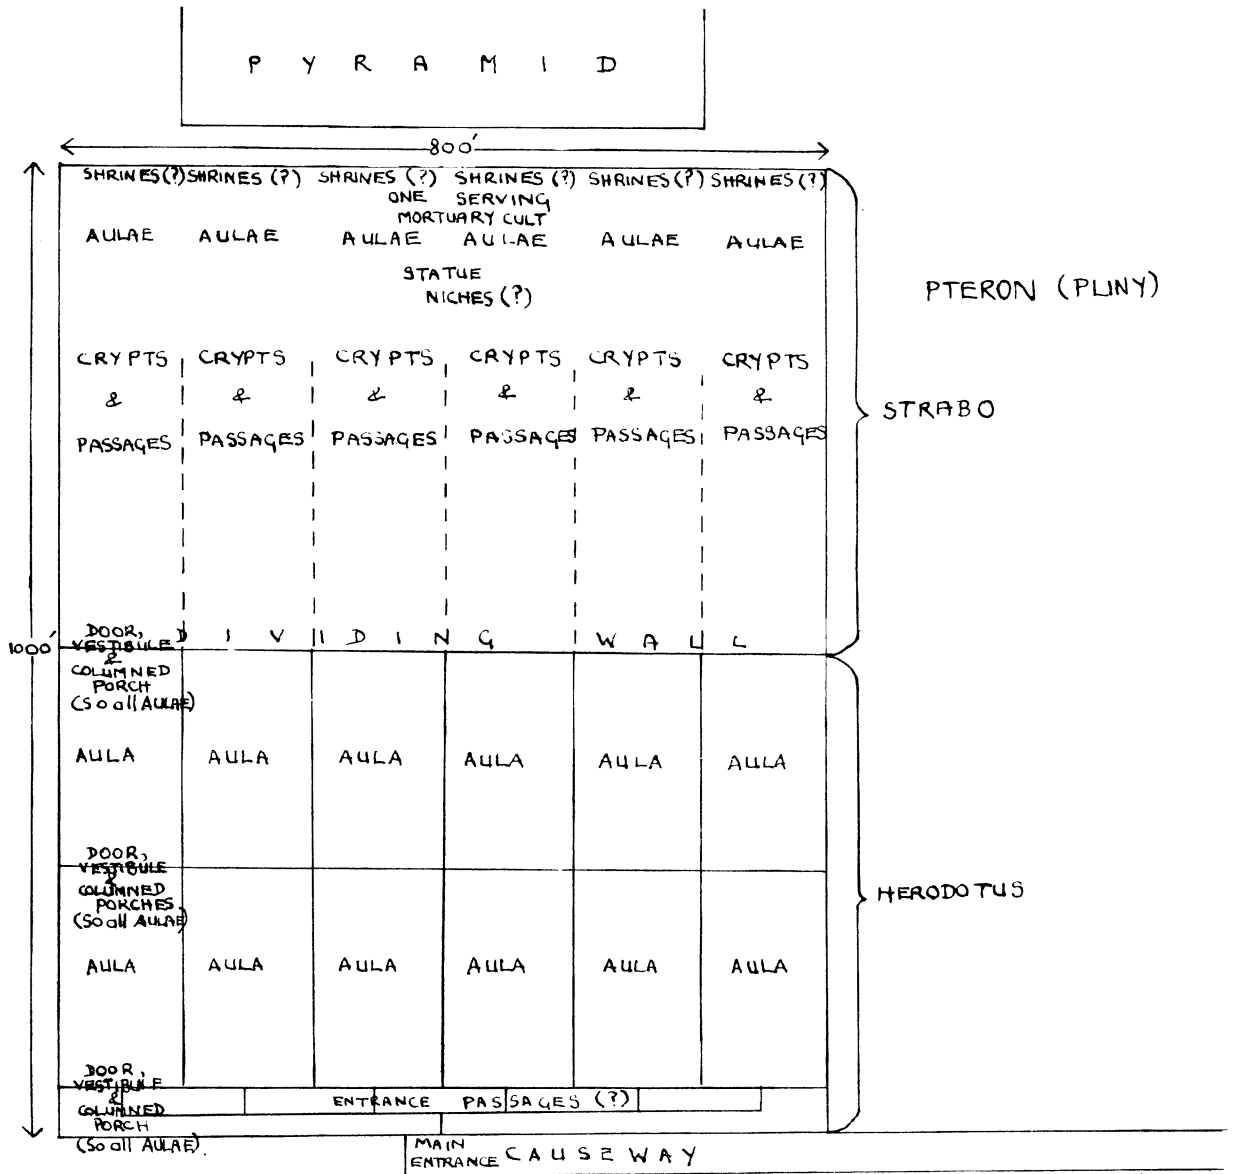 PYRAMID
800'
SHRINES (?) SHRINES (?) SHRINES (?) SHRINES (?) SHRINES (?) SHRINES (?)
ONE SERVING
MORTUARY CULT
AULAE AULAE AULAE AULAE AULAE AULAE
STATUE
NICHES (?)
PTERON (PLINY)
CRYPTS CRYPTS CRYPTS CRYPTS CRYPTS CRYPTS
& & & & & &
PASSAGES PASSAGES PASSAGES PASSAGES PASSAGES PASSAGES
STRABO
1000'
DIVIDING WALL
DOOR,
VESTIBULE
&
COLUMNED
PORCH
(So all AULAE)
AULA AULA AULA AULA AULA AULA
DOOR,
VESTIBULE
&
COLUMNED
PORCHES
(So all AULAE)
HERODOTUS
AULA AULA AULA AULA AULA AULA
DOOR,
VESTIBULE
&
COLUMNED
PORCH
(So all AULAE).
ENTRANCE PASSAGES (?)
MAIN
ENTRANCE
CAUSEWAY